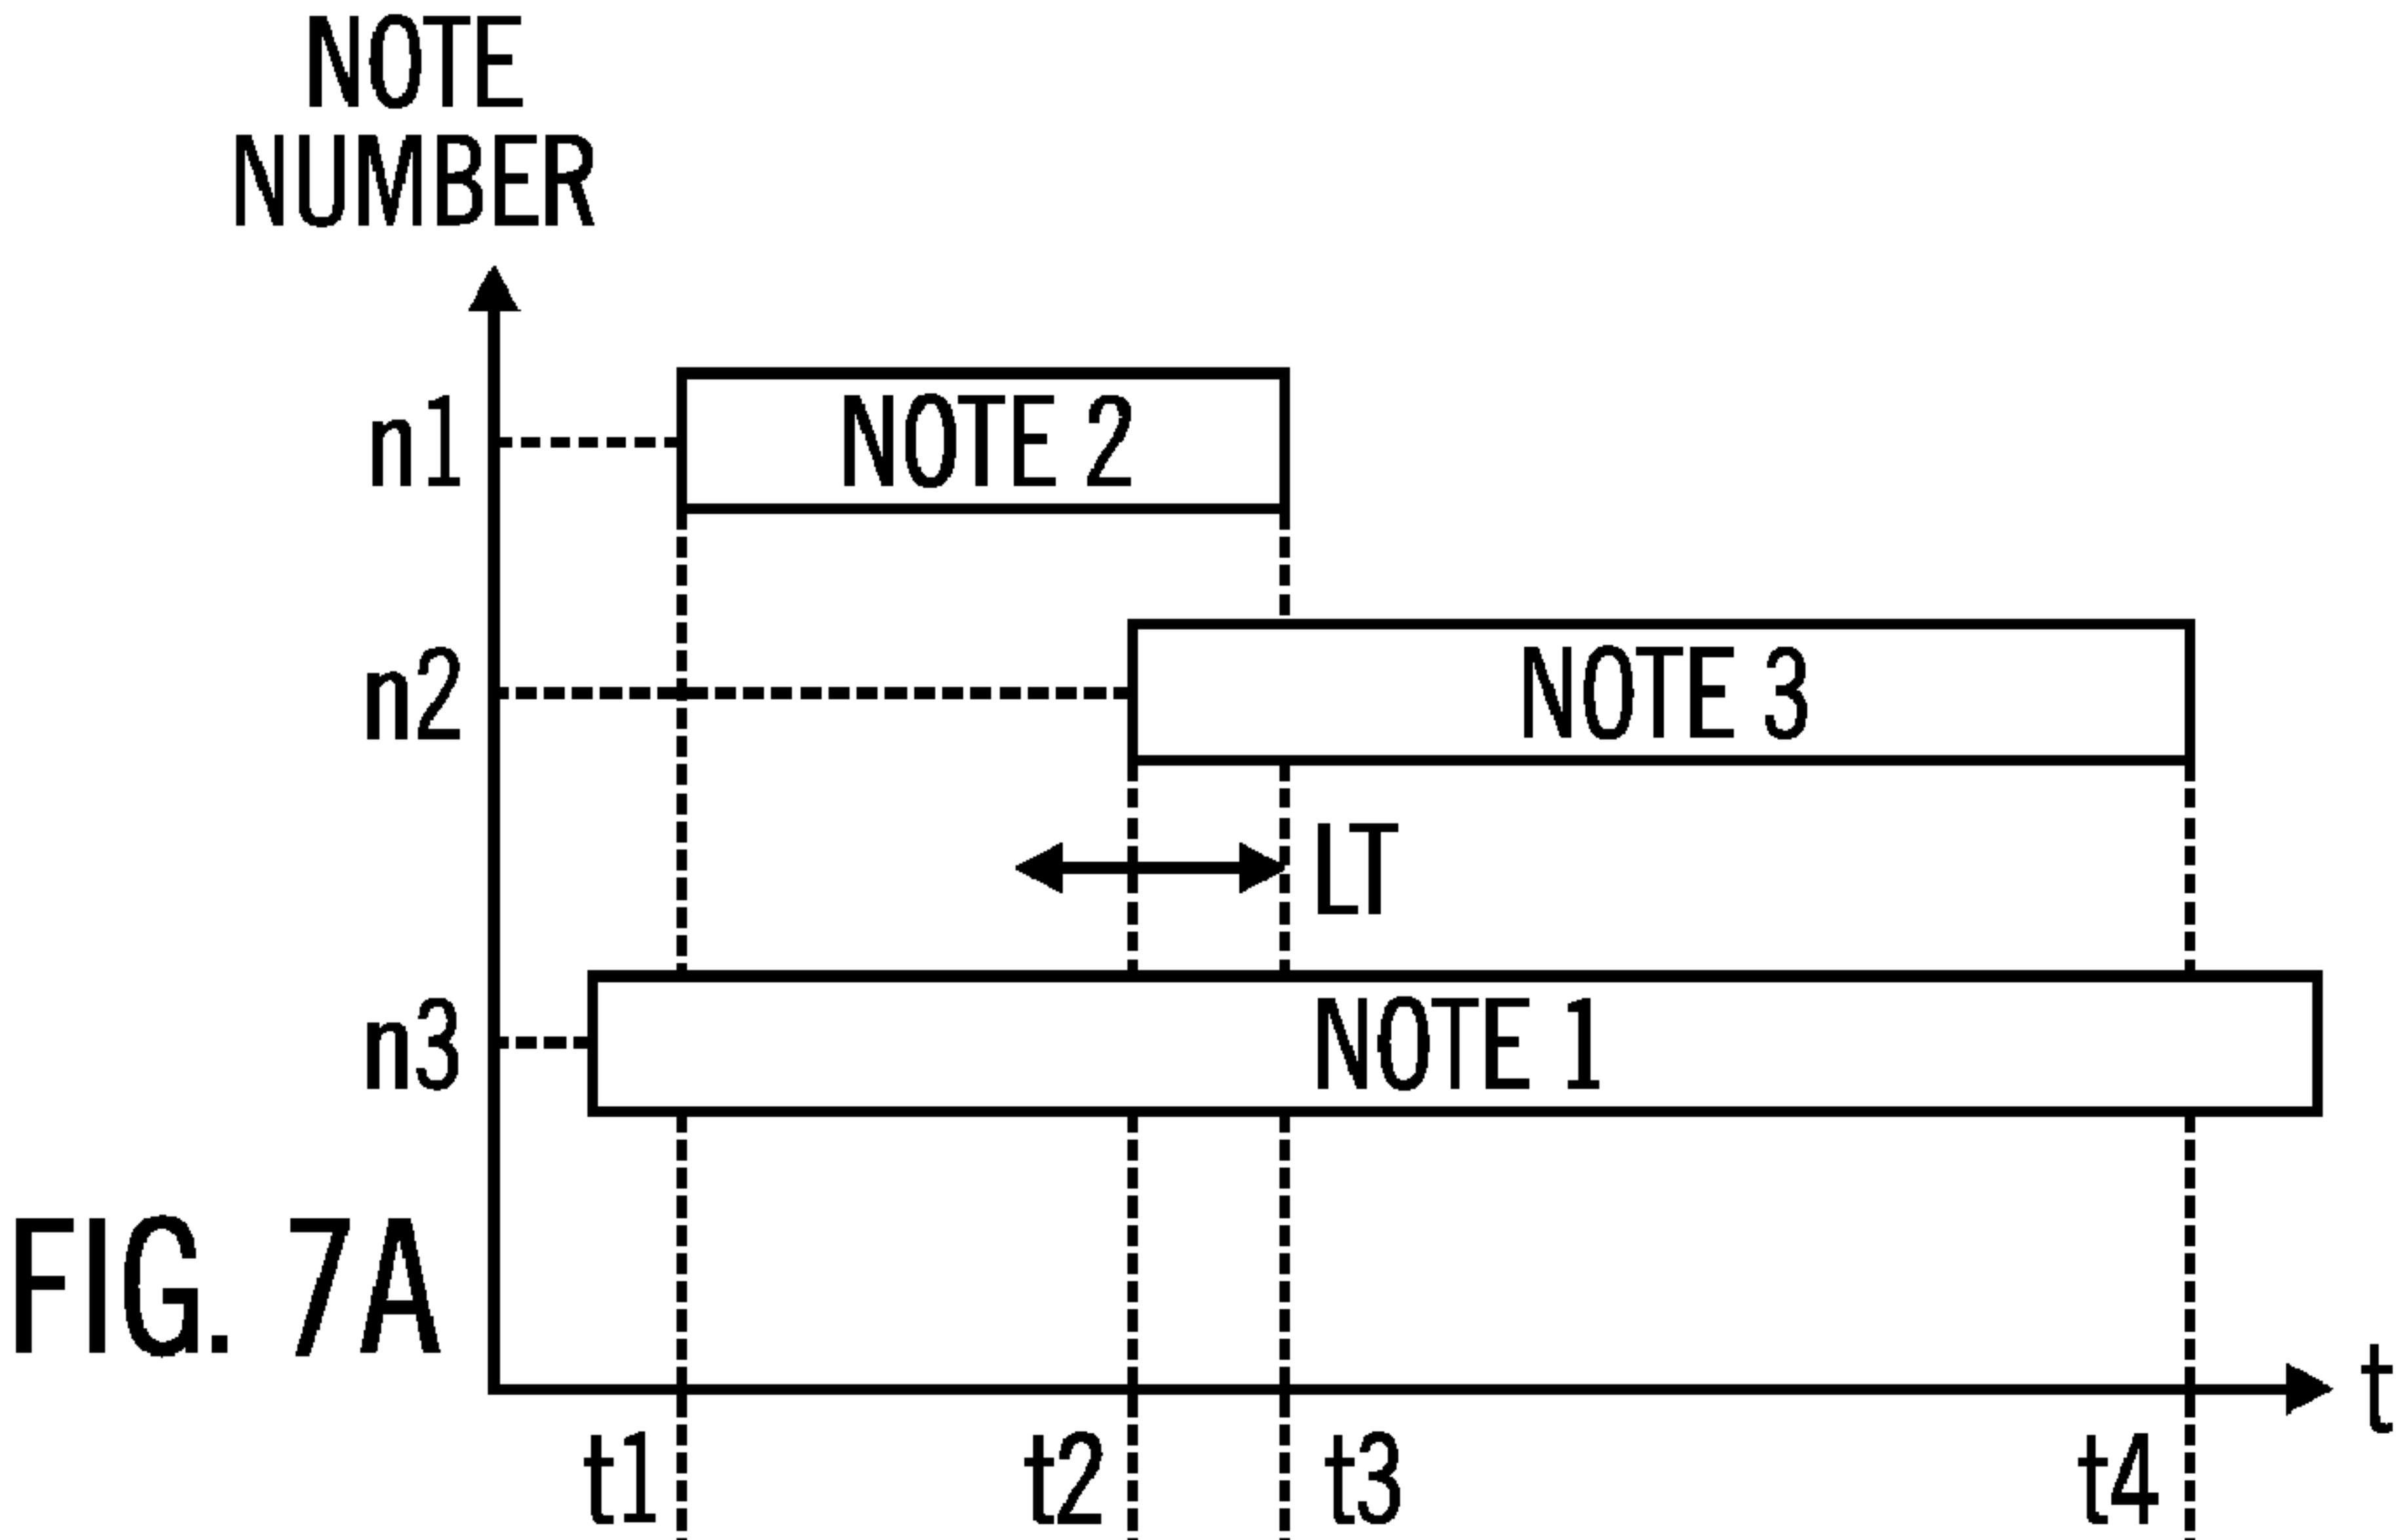 NOTE
NUMBER
n1
NOTE 2
n2
NOTE 3
LT
n3
NOTE 1
FIG. 7A
t
t1
t2
t3
t4